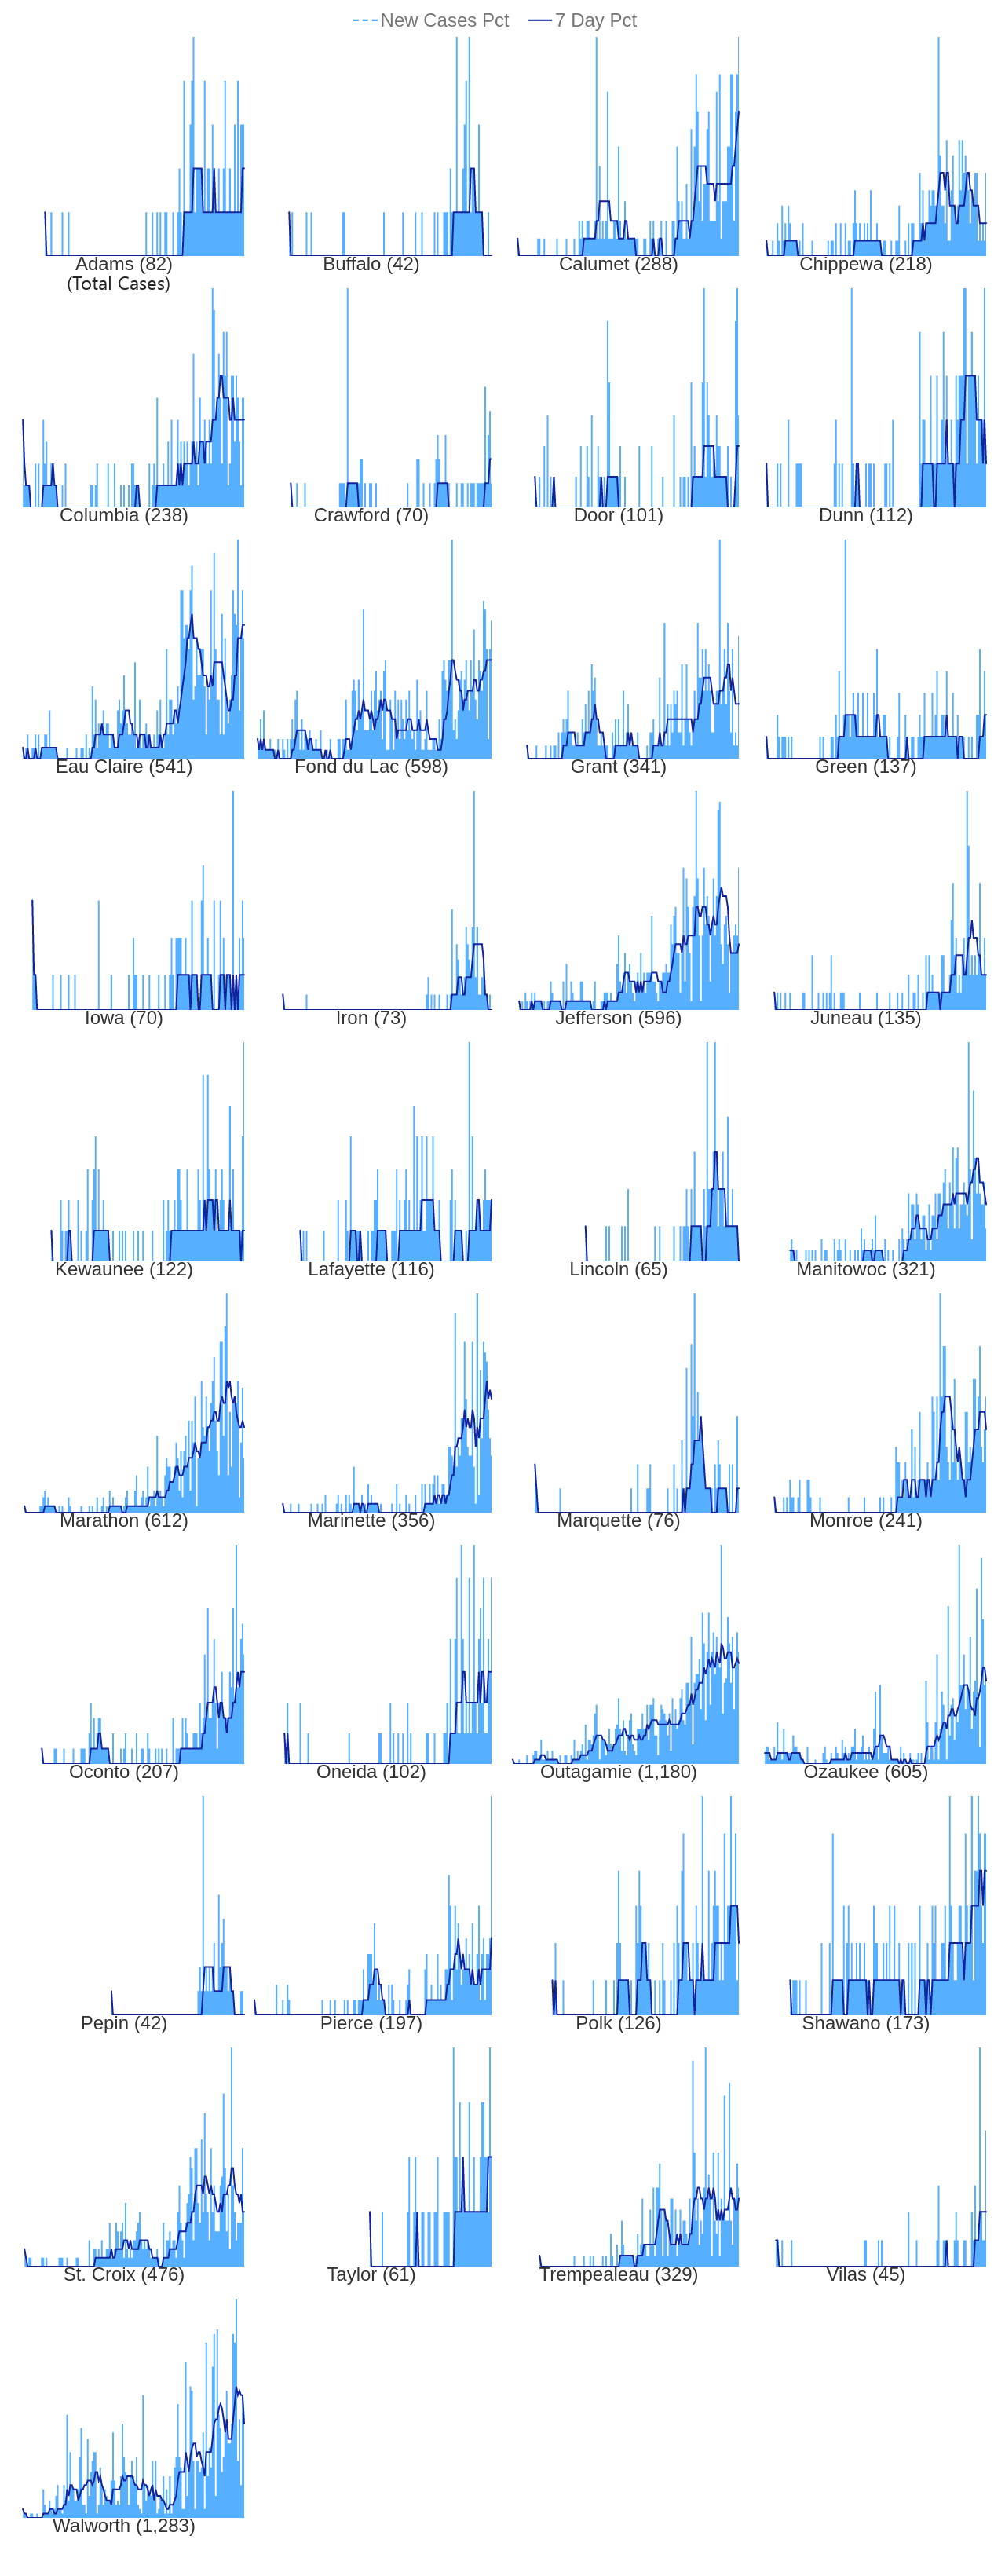 New Cases Pct 7 Day Pct
Adams (82) Buffalo (42) Calumet (288) Chippewa (218)
(Total Cases)
Columbia (238) Crawford (70) Door (101) Dunn (112)
Eau Claire (541) Fond du Lac (598) Grant (341) Green (137)
Iowa (70) Iron (73) Jefferson (596) Juneau (135)
Kewaunee (122) Lafayette (116) Lincoln (65) Manitowoc (321)
Marathon (612) Marinette (356) Marquette (76) Monroe (241)
Oconto (207) Oneida (102) Outagamie (1,180) Ozaukee (605)
Pepin (42) Pierce (197) Polk (126) Shawano (173)
St. Croix (476) Taylor (61) Trempealeau (329) Vilas (45)
Walworth (1,283)